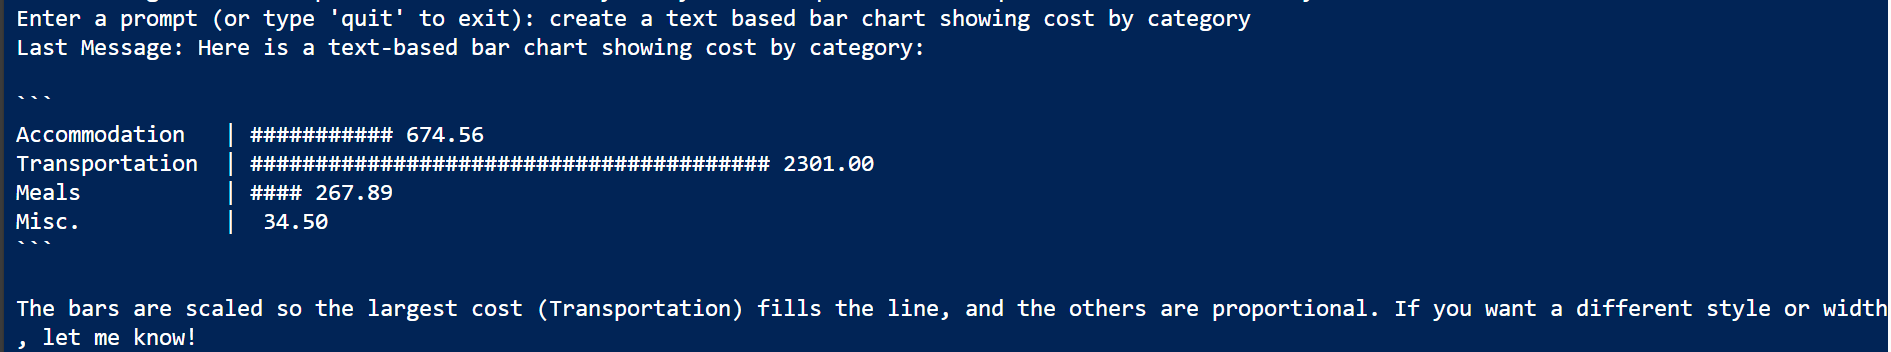 Enter a prompt (or type 'quit' to exit): create a text based bar chart showing cost by category
Last Message: Here is a text-based bar chart showing cost by category:
```
Accommodation   | ########### 674.56
Transportation  | ######################################## 2301.00
Meals           | #### 267.89
Misc.           |  34.50
```
The bars are scaled so the largest cost (Transportation) fills the line, and the others are proportional. If you want a different style or width
, let me know!